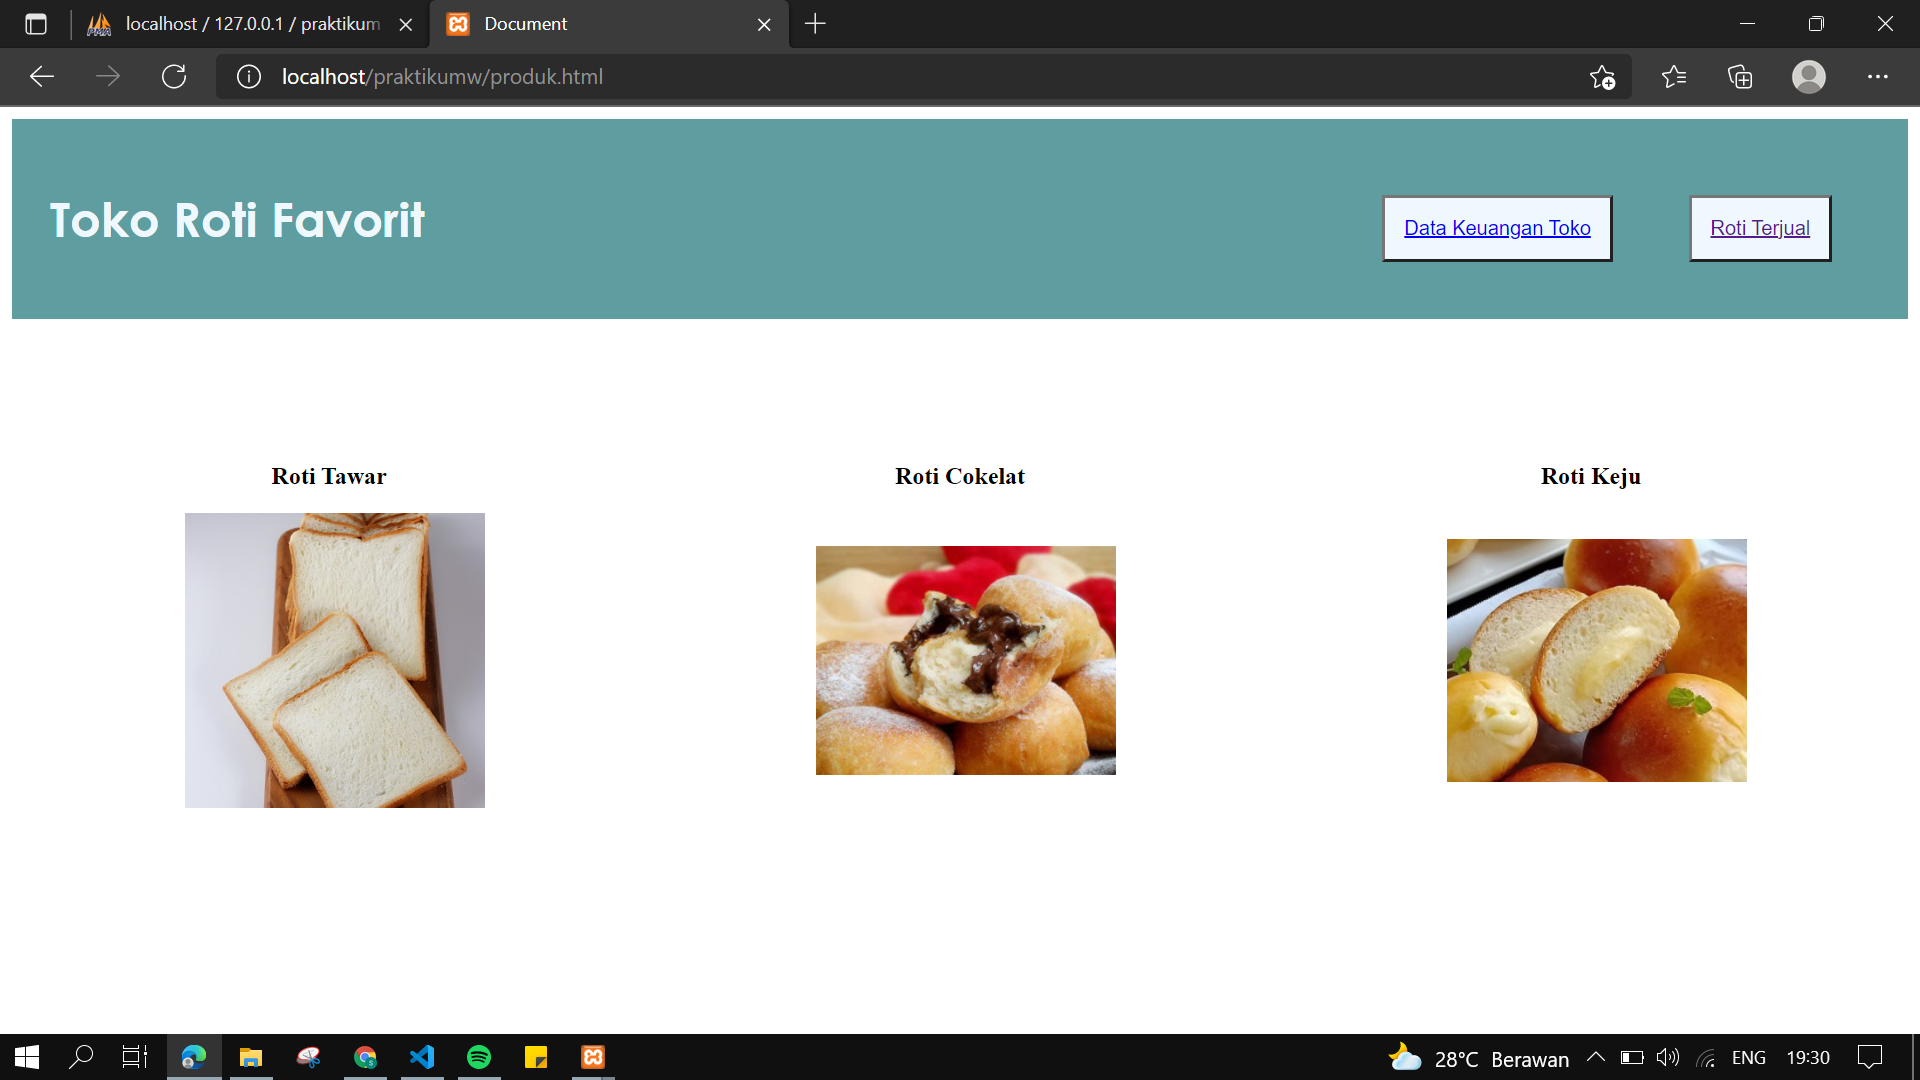 localhost / 127.0.0.1 / praktikum
Document
localhost/praktikumw/produk.html
Toko Roti Favorit
Data Keuangan Toko
Roti Terjual
Roti Tawar
Roti Cokelat
Roti Keju
28°C Berawan
ENG
19:30